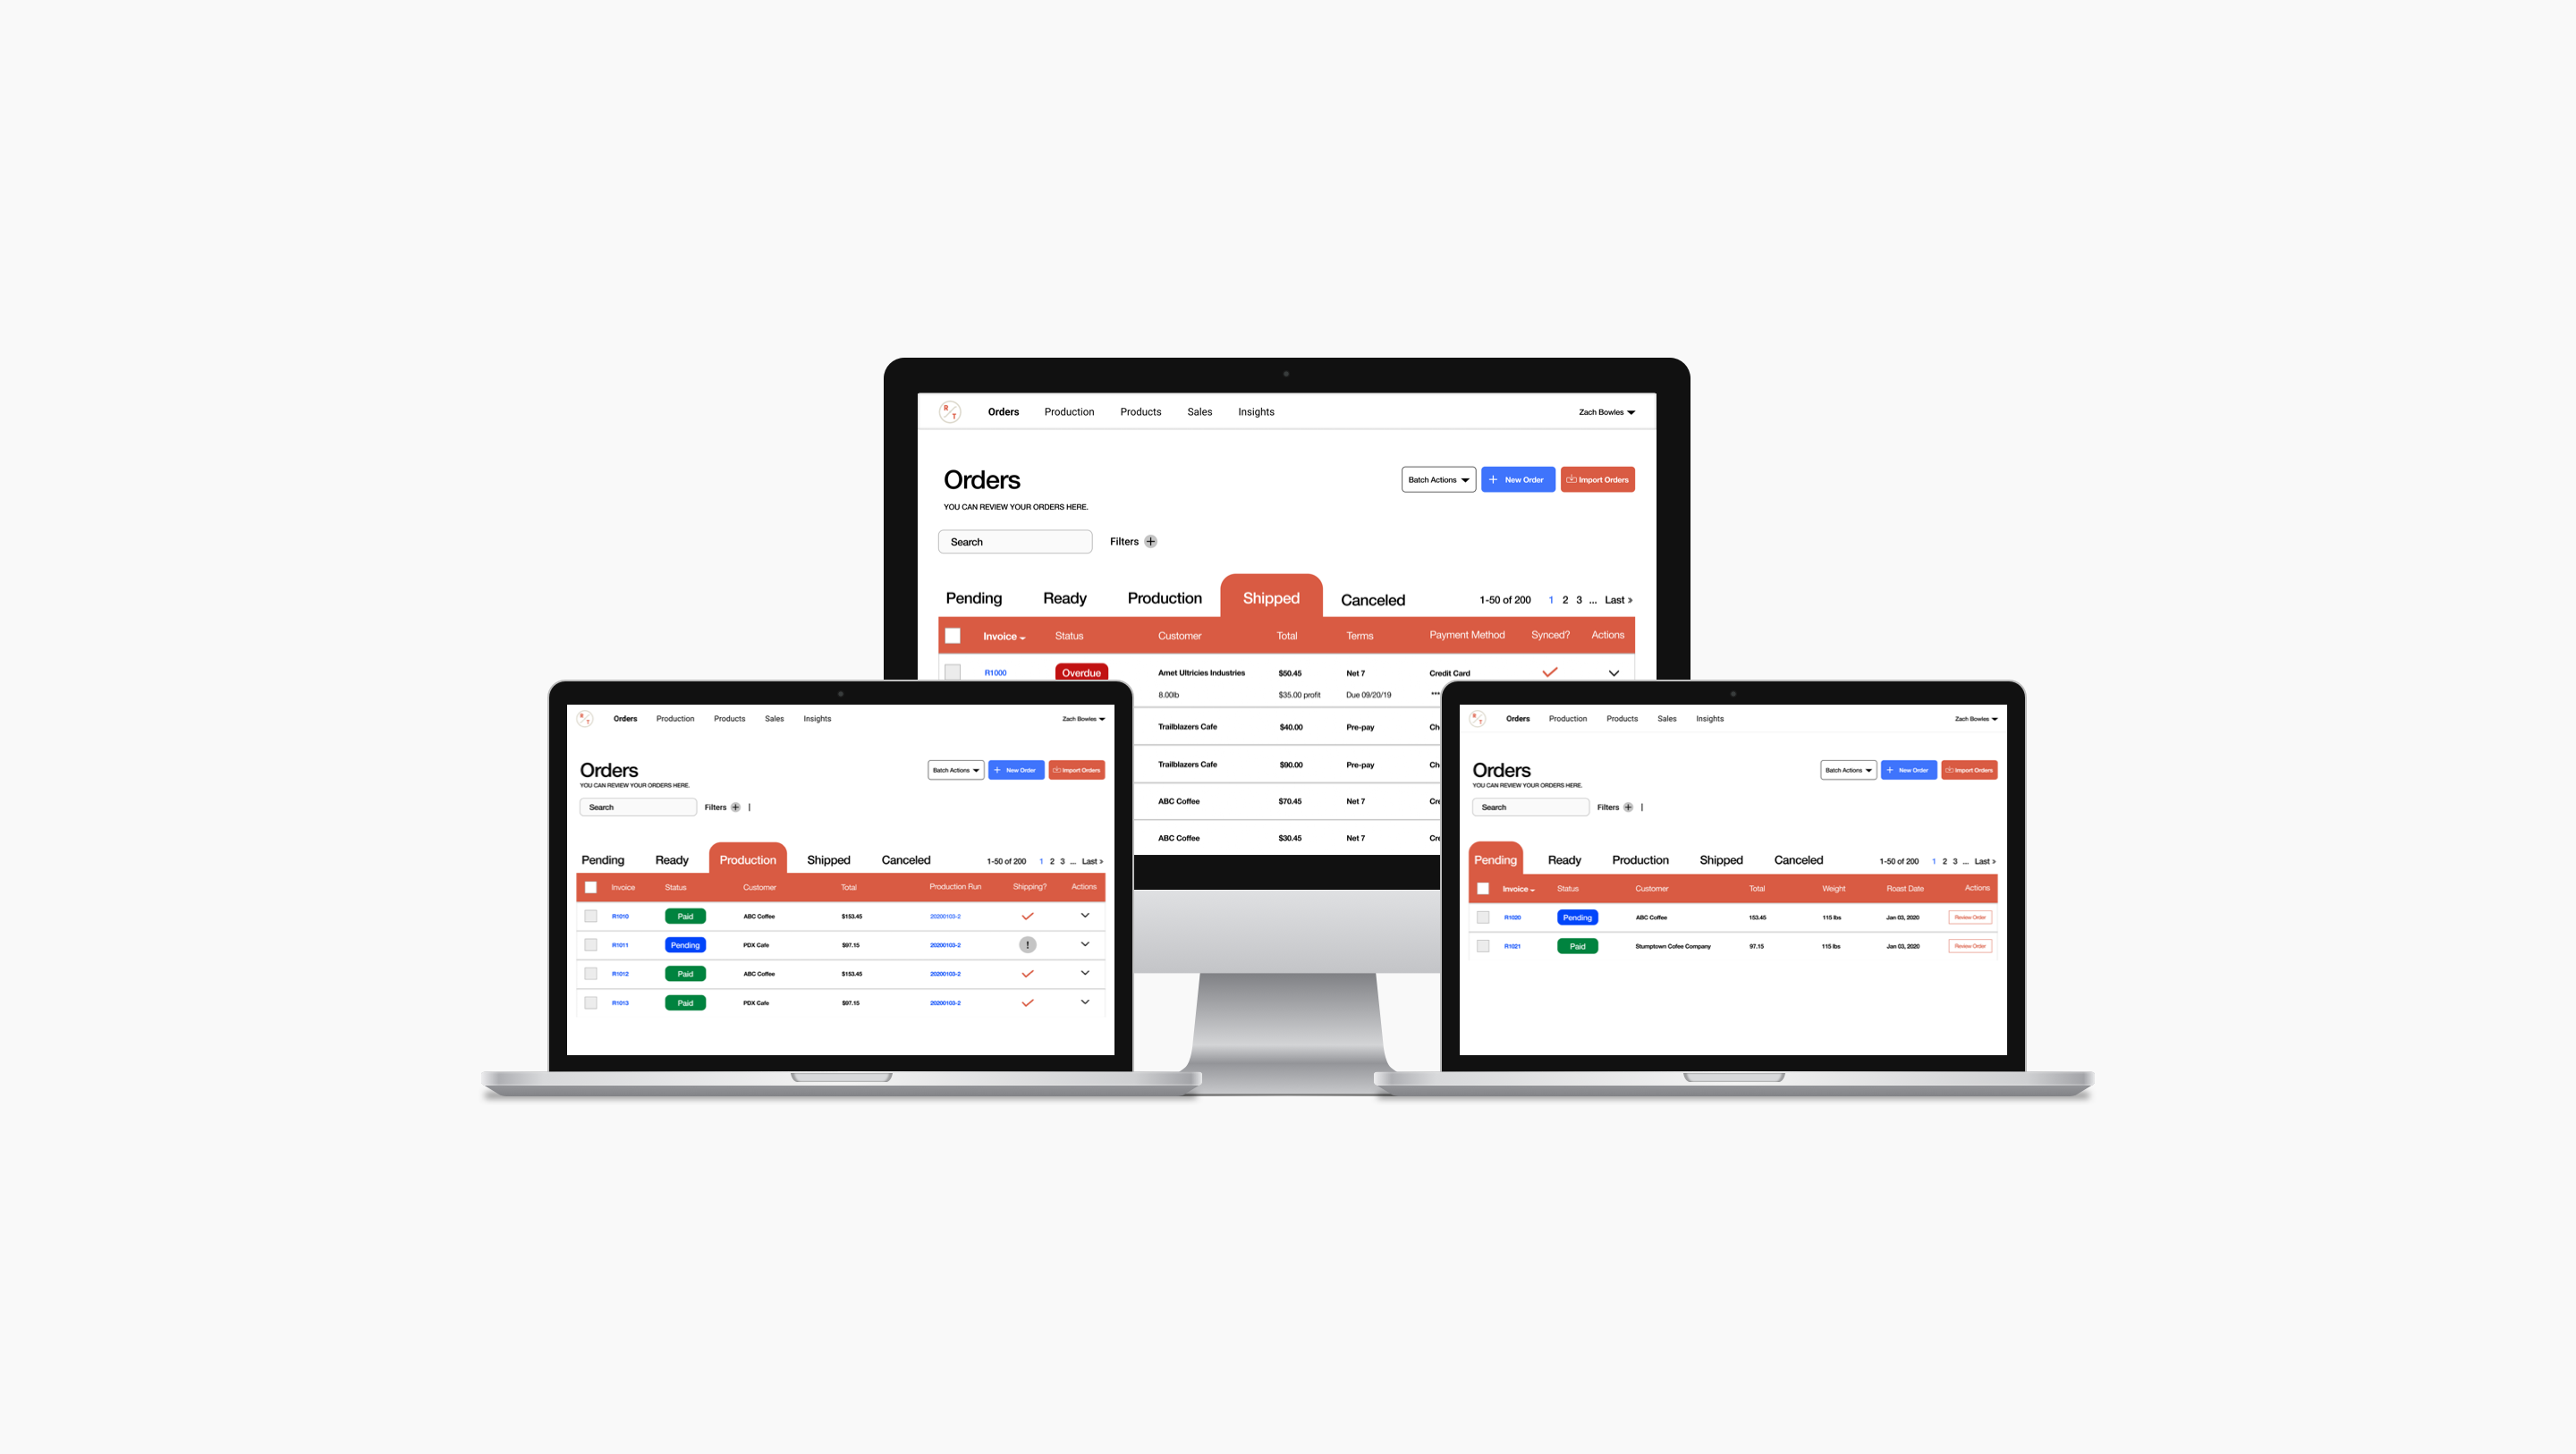 R T Orders Production Products Sales Insights Zach Bowles
Orders Batch Actions + New Order Import Orders
YOU CAN REVIEW YOUR ORDERS HERE.
Search Filters +
Pending Ready Production Shipped Canceled 1-50 of 200 1 2 3 ... Last »
Invoice Status Customer Total Terms Payment Method Synced? Actions
R1000 Overdue Amet Ultricies Industries $50.45 Net 7 Credit Card
8.00lb $35.00 profit Due 09/20/19 ***
Trailblazers Cafe $40.00 Pre-pay Ch
Trailblazers Cafe $90.00 Pre-pay Ch
ABC Coffee $70.45 Net 7 Cre
ABC Coffee $30.45 Net 7 Cre
R T Orders Production Products Sales Insights Zach Bowles
Orders Batch Actions + New Order Import Orders
YOU CAN REVIEW YOUR ORDERS HERE.
Search Filters + |
Pending Ready Production Shipped Canceled 1-50 of 200 1 2 3 ... Last »
Invoice Status Customer Total Production Run Shipping? Actions
R1010 Paid ABC Coffee $153.45 20200103-2
R1011 Pending PDX Cafe $97.15 20200103-2 !
R1012 Paid ABC Coffee $153.45 20200103-2
R1013 Paid PDX Cafe $97.15 20200103-2
R T Orders Production Products Sales Insights Zach Bowles
Orders Batch Actions + New Order Import Orders
YOU CAN REVIEW YOUR ORDERS HERE.
Search Filters + |
Pending Ready Production Shipped Canceled 1-50 of 200 1 2 3 ... Last »
Invoice Status Customer Total Weight Roast Date Actions
R1020 Pending ABC Coffee 153.45 115 lbs Jan 03, 2020 Review Order
R1021 Paid Stumptown Cofee Company 97.15 115 lbs Jan 03, 2020 Review Order